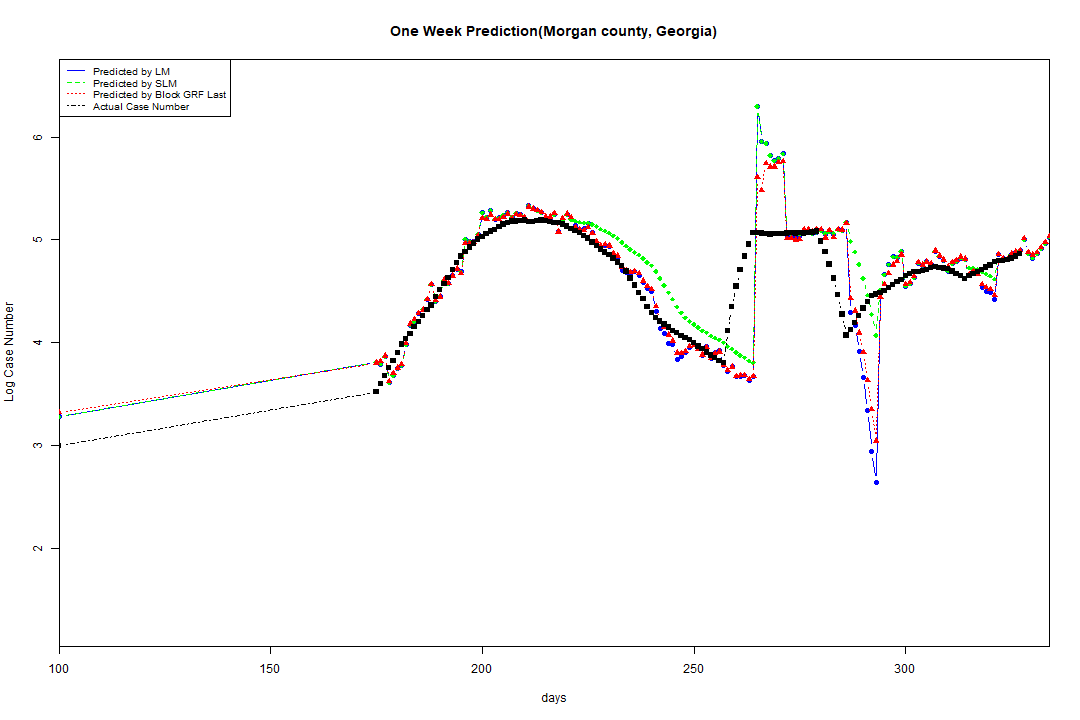 One Week Prediction(Morgan county, Georgia)
Predicted by LM
Predicted by SLM
Predicted by Block GRF Last
Actual Case Number
6
5
4
3
2
Log Case Number
100 150 200 250 300
days